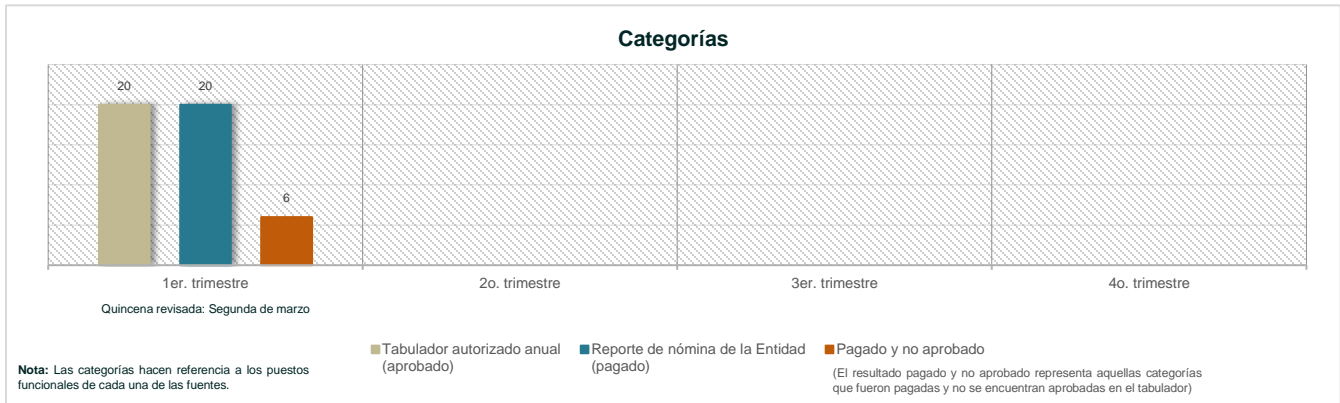 Categorías
20
20
6
1er. trimestre
2o. trimestre
3er. trimestre
4o. trimestre
Quincena revisada: Segunda de marzo
Tabulador autorizado anual
(aprobado)
Reporte de nómina de la Entidad
(pagado)
Pagado y no aprobado
(El resultado pagado y no aprobado representa aquellas categorías
que fueron pagadas y no se encuentran aprobadas en el tabulador)
Nota: Las categorías hacen referencia a los puestos
funcionales de cada una de las fuentes.